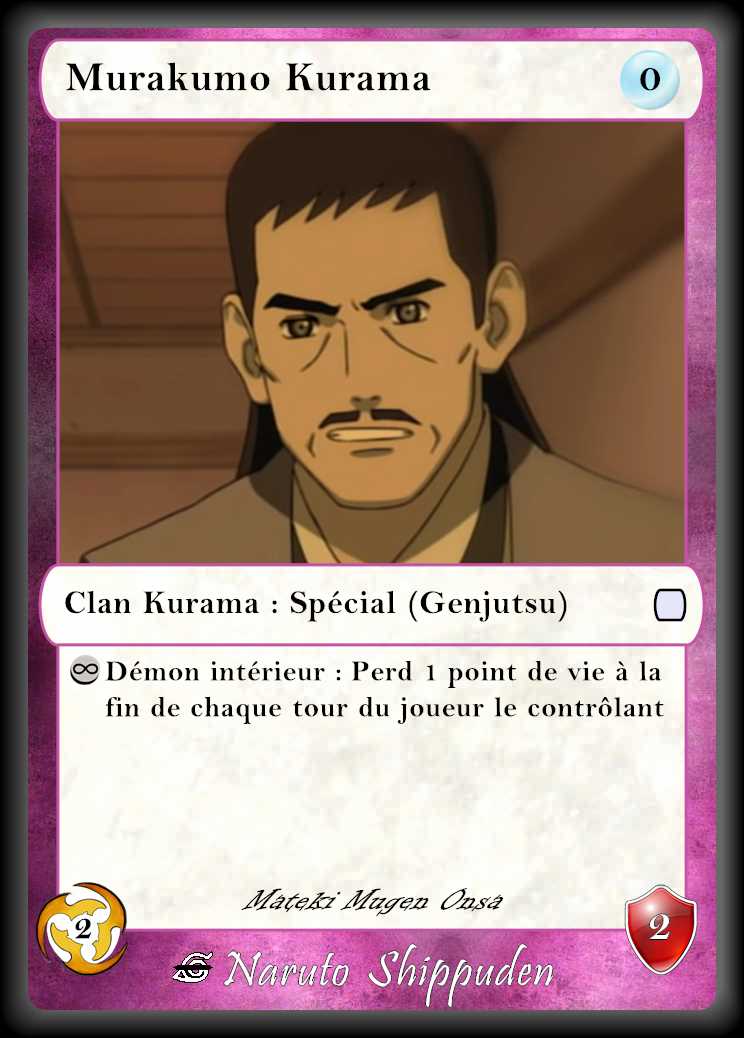 Murakumo Kurama
0
Clan Kurama : Spécial (Genjutsu)
∞ Démon intérieur : Perd 1 point de vie à la
fin de chaque tour du joueur le contrôlant
Mateki Mugen Onsa
2
2
Naruto Shippuden